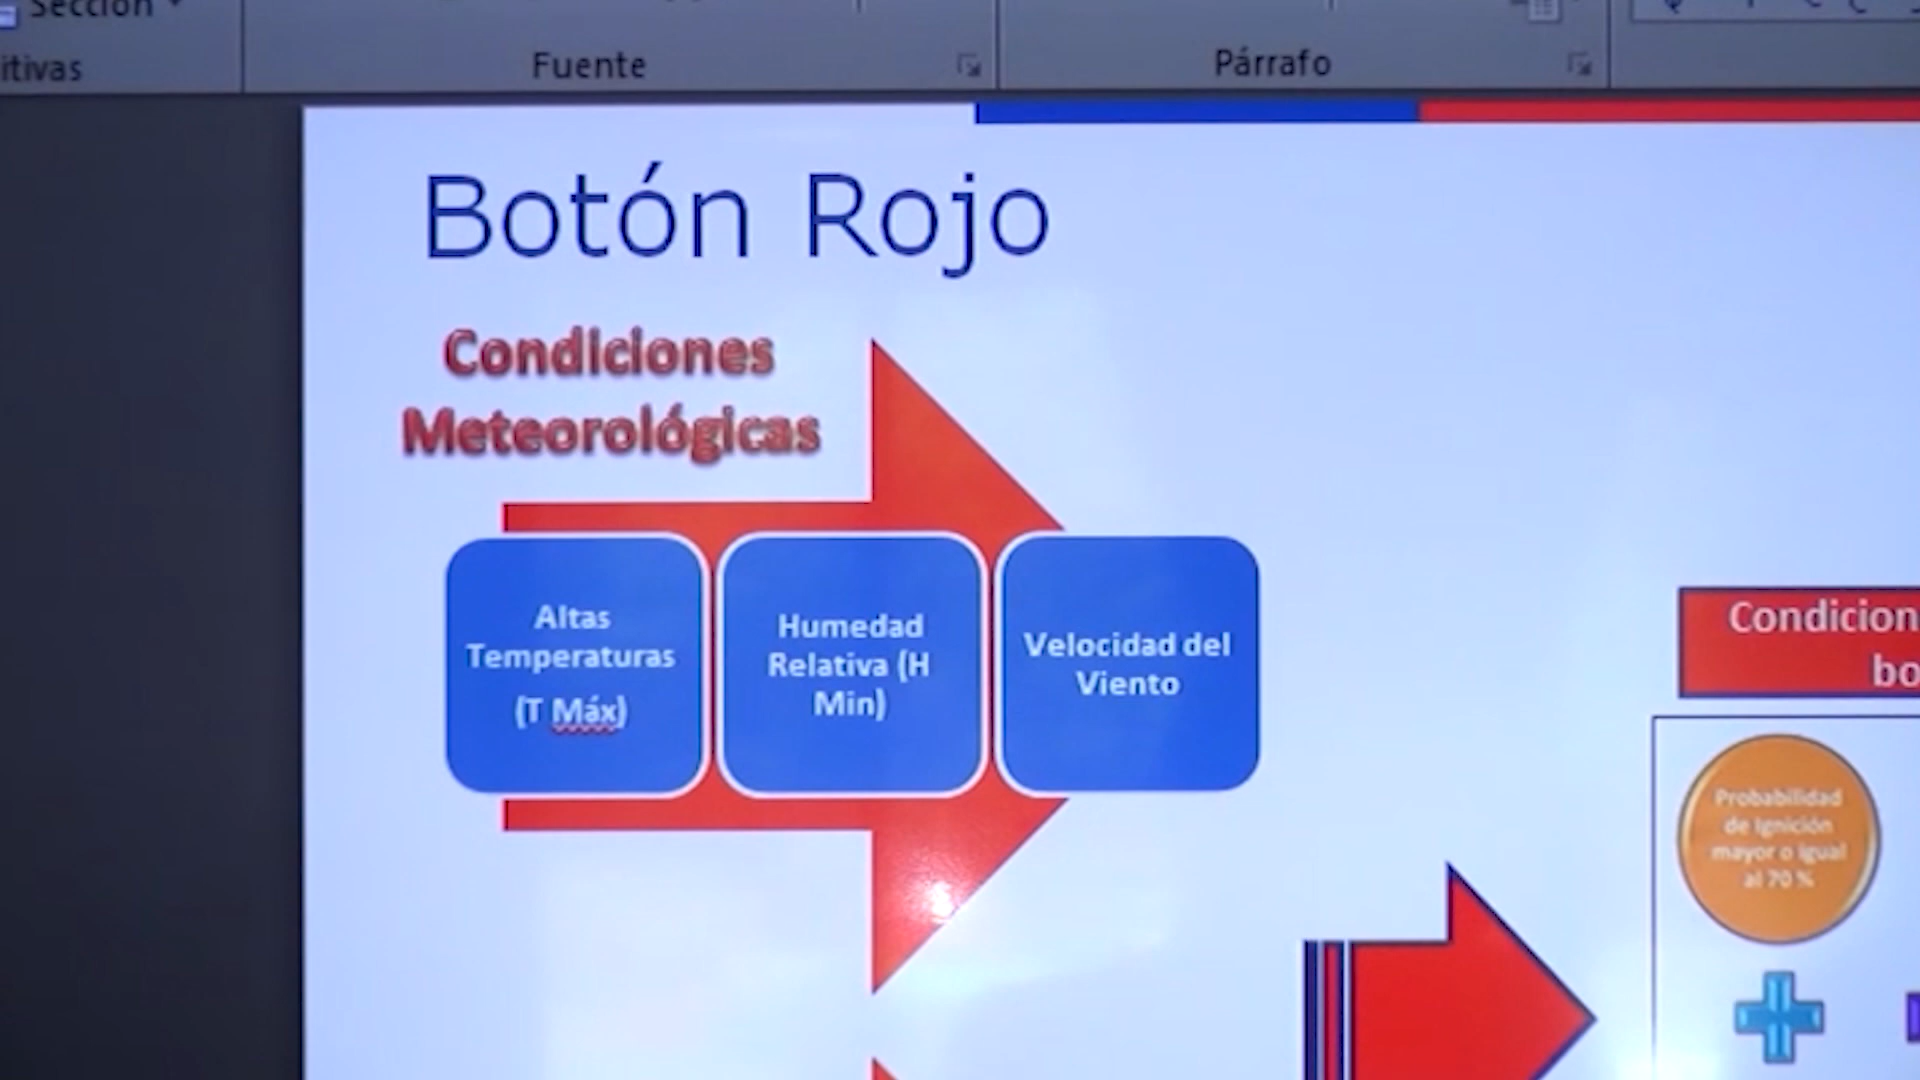 Sección
itivas
Fuente
Párrafo
Botón Rojo
Condiciones
Meteorológicas
Altas
Temperaturas
(T Máx)
Humedad
Relativa (H
Min)
Velocidad del
Viento
Condicion
bo
Probabilidad
de Ignición
mayor o igual
al 70 %